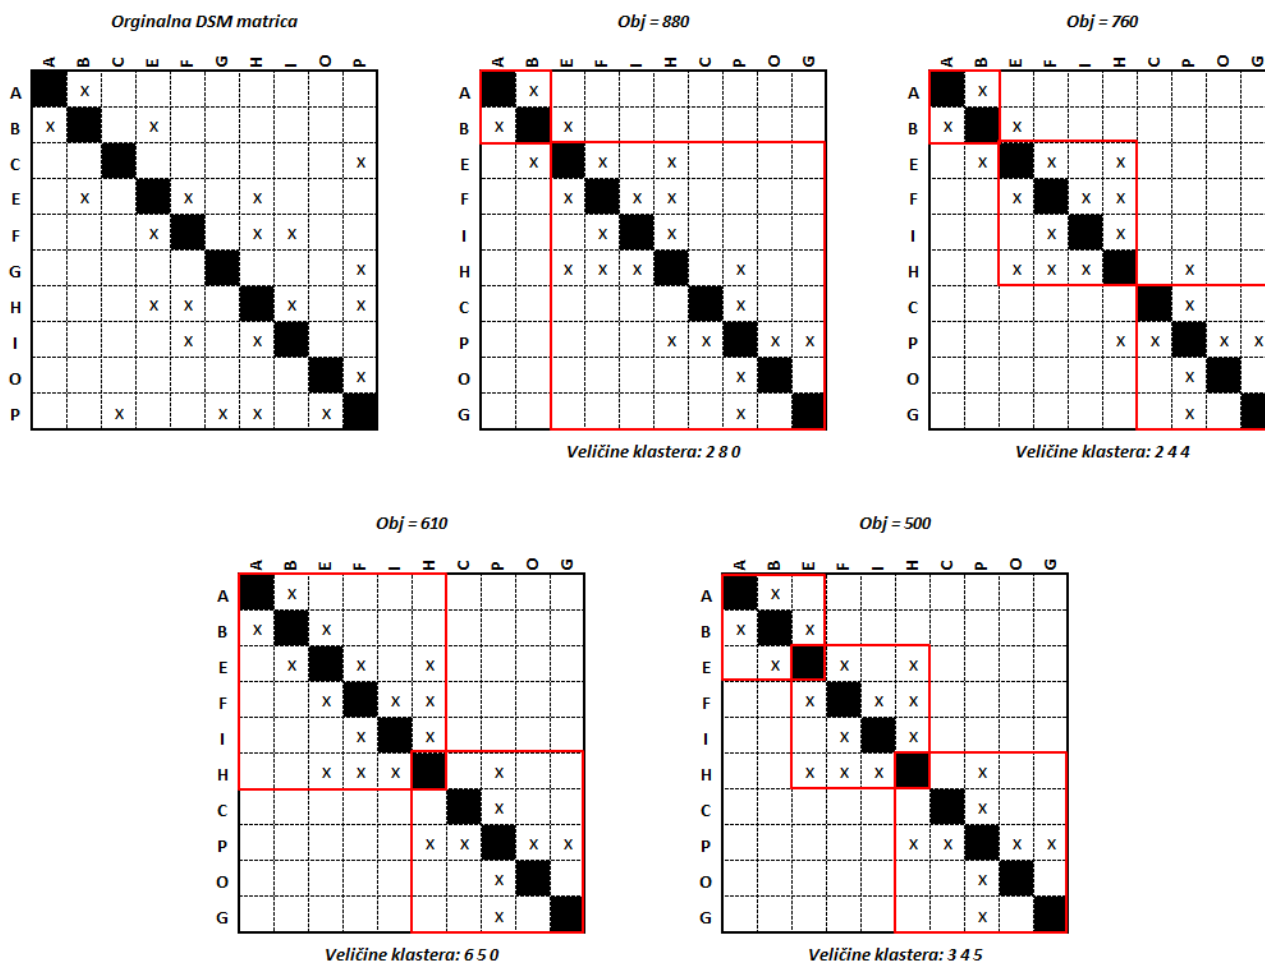 Orginalna DSM matrica
A B C E F G H I O P
A x
B x x
C x
E x x x
F x x x
G x
H x x x x
I x x
O x
P x x x x
Obj = 880
A B E F I H C P O G
A x
B x x
E x x x
F x x x
I x x
H x x x x
C x
P x x x x
O x
G x
Veličine klastera: 2 8 0
Obj = 760
A B E F I H C P O G
A x
B x x
E x x x
F x x x
I x x
H x x x x
C x
P x x x x
O x
G x
Veličine klastera: 2 4 4
Obj = 610
A B E F I H C P O G
A x
B x x
E x x x
F x x x
I x x
H x x x x
C x
P x x x x
O x
G x
Veličine klastera: 6 5 0
Obj = 500
A B E F I H C P O G
A x
B x x
E x x x
F x x x
I x x
H x x x x
C x
P x x x x
O x
G x
Veličine klastera: 3 4 5